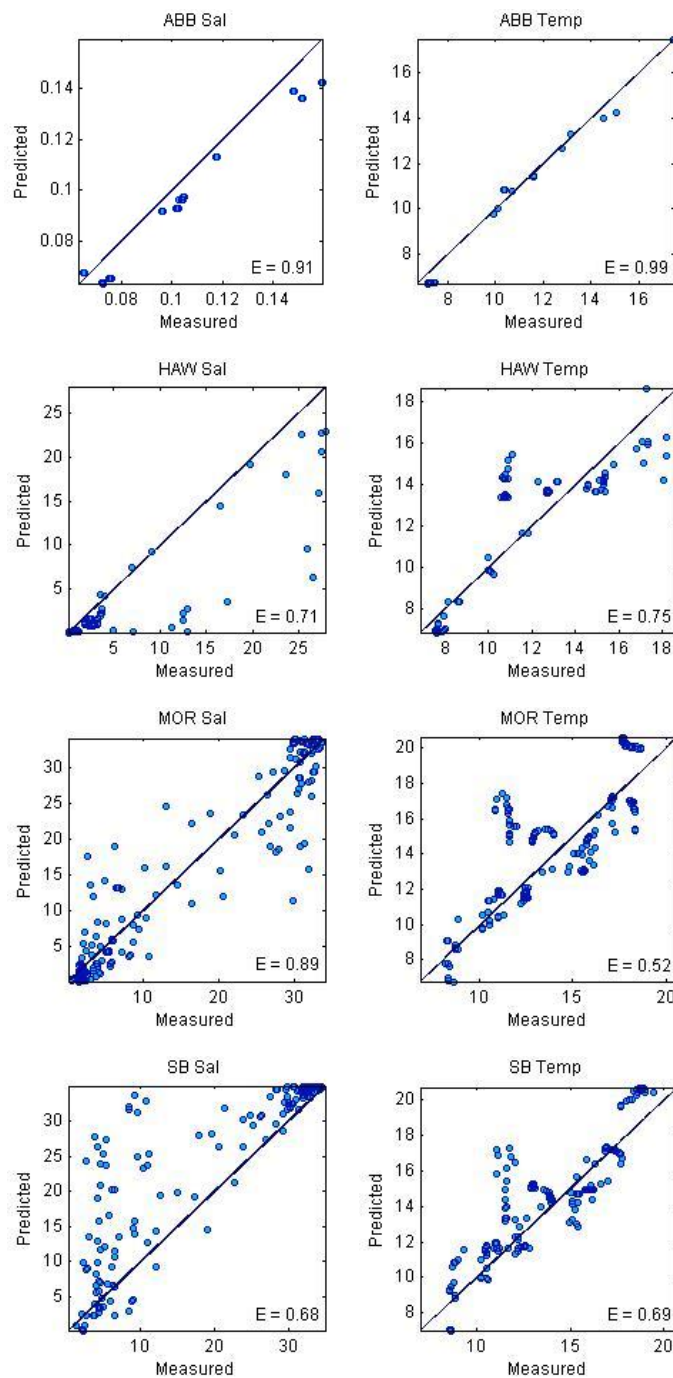 ABB Sal
ABB Temp
Predicted
0.14
0.12
0.1
0.08
E = 0.91
0.08
0.1
0.12
0.14
Measured
Predicted
16
14
12
10
8
E = 0.99
8
10
12
14
16
Measured
HAW Sal
HAW Temp
Predicted
25
20
15
10
5
E = 0.71
5
10
15
20
25
Measured
Predicted
18
16
14
12
10
8
E = 0.75
8
10
12
14
16
18
Measured
MOR Sal
MOR Temp
Predicted
30
25
20
15
10
5
E = 0.89
10
20
30
Measured
Predicted
20
18
16
14
12
10
8
E = 0.52
10
15
20
Measured
SB Sal
SB Temp
Predicted
30
25
20
15
10
5
E = 0.68
10
20
30
Measured
Predicted
20
18
16
14
12
10
8
E = 0.69
10
15
20
Measured